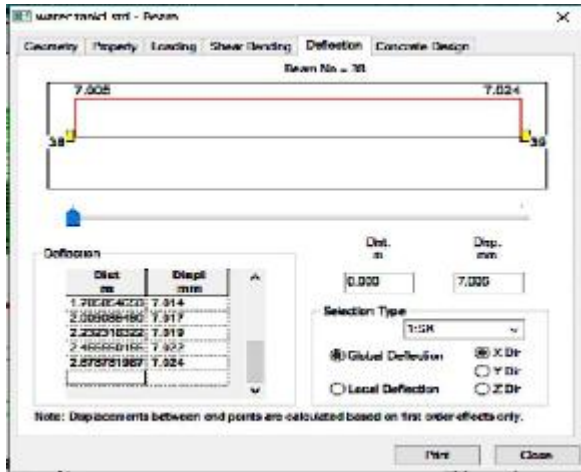 water tank1.std - Beam
Geometry Property Loading Shear Bending Deflection Concrete Design
Beam No = 38
7.005 7.024
38 39
Deflection
Dist. m Disp. mm
Dist m Displ mm
0.000 7.005
7.014
7.017
2.232318322 7.019
7.022
7.024
Selection Type
Global Deflection X Dir
Y Dir
Local Deflection Z Dir
Note: Displacements between end points are calculated based on first order effects only.
Print Close